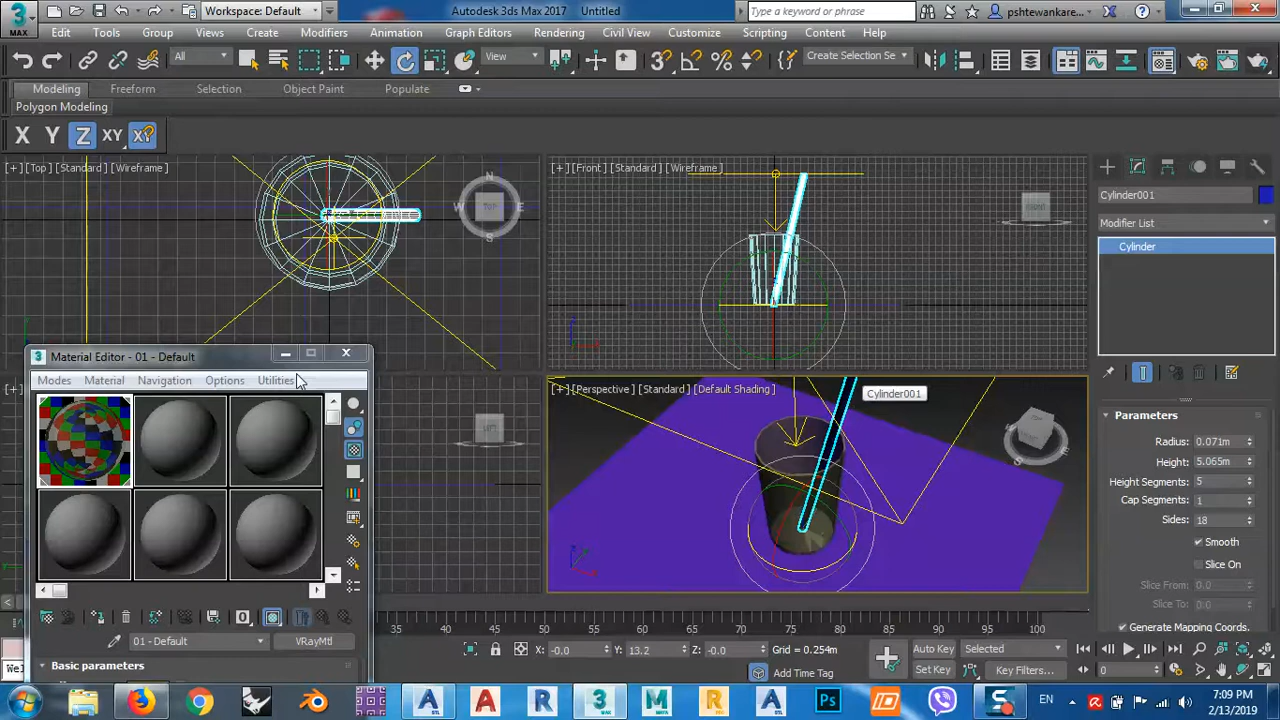 3
MAX
Workspace: Default
Autodesk 3ds Max 2017    Untitled
Type a keyword or phrase
pshtewankare...
Edit    Tools    Group    Views    Create    Modifiers    Animation    Graph Editors    Rendering    Civil View    Customize    Scripting    Content    Help
All
View
Create Selection Se
Modeling    Freeform    Selection    Object Paint    Populate
Polygon Modeling
X    Y    Z    XY
[+] [Top] [Standard] [Wireframe]
N
W    TOP    E
S
[+] [Front] [Standard] [Wireframe]
FRONT
Cylinder001
Modifier List
Cylinder
3    Material Editor - 01 - Default
Modes    Material    Navigation    Options    Utilities
LEFT
[+] [Perspective] [Standard] [Default Shading]
Cylinder001
Parameters
Radius: 0.071m
Height: 5.065m
Height Segments: 5
Cap Segments: 1
Sides: 18
Smooth
Slice On
Slice From: 0.0
Slice To: 0.0
Generate Mapping Coords.
35    40    45    50    55    60    65    70    75    80    85    90    95    100
01 - Default    VRayMtl
Basic parameters
We
X: -0.0    Y: 13.2    Z: -0.0    Grid = 0.254m
Add Time Tag
Auto Key    Selected
Set Key    Key Filters...
0
EN
7:09 PM
2/13/2019